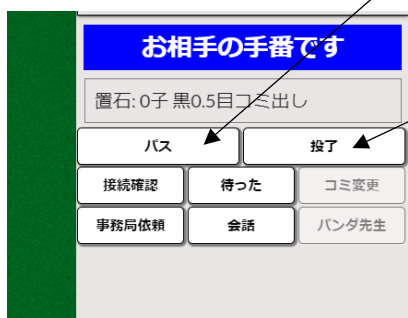 お相手の手番です
置石: 0子 黒0.5目コミ出し
パス 投了
接続確認 待った コミ変更
事務局依頼 会話 パンダ先生